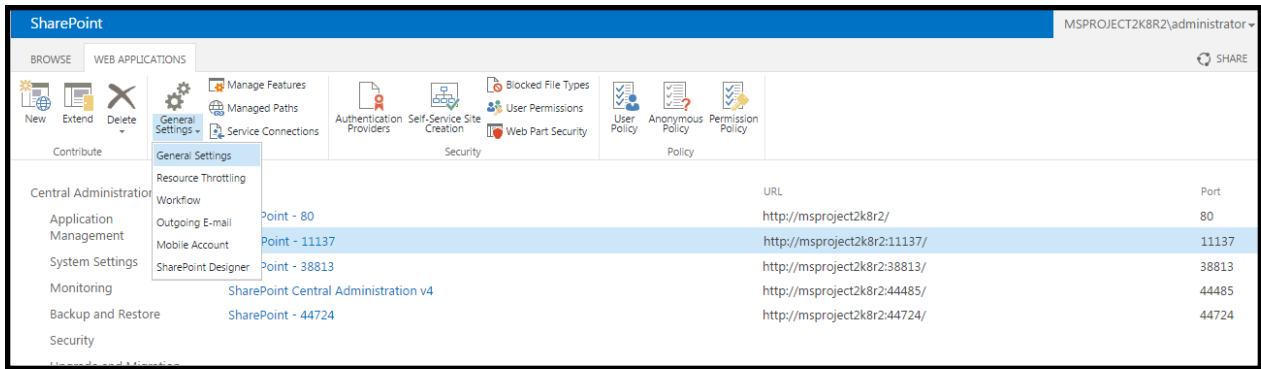 SharePoint
MSPROJECT2K8R2\administrator
BROWSE WEB APPLICATIONS
SHARE
New
Extend
Delete
General Settings
Manage Features
Managed Paths
Service Connections
Authentication Providers
Self-Service Site Creation
Blocked File Types
User Permissions
Web Part Security
User Policy
Anonymous Policy
Permission Policy
Contribute
Security
Policy
General Settings
Resource Throttling
Workflow
Outgoing E-mail
Mobile Account
SharePoint Designer
Central Administration
Application Management
System Settings
Monitoring
Backup and Restore
Security
Upgrade and Migration
URL
Port
Point - 80 http://msproject2k8r2/ 80
Point - 11137 http://msproject2k8r2:11137/ 11137
Point - 38813 http://msproject2k8r2:38813/ 38813
SharePoint Central Administration v4 http://msproject2k8r2:44485/ 44485
SharePoint - 44724 http://msproject2k8r2:44724/ 44724